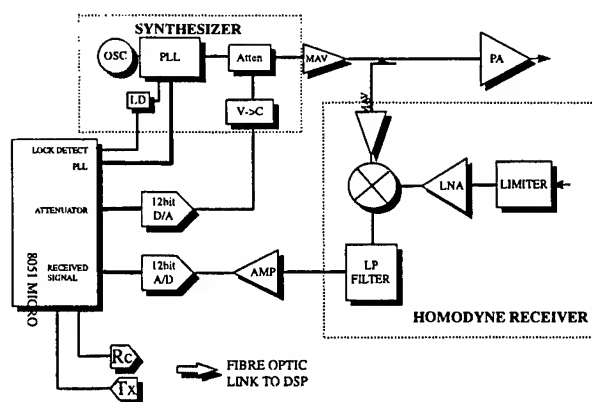 SYNTHESIZER
OSC
PLL
Atten
MAV
PA
LD
V->C
MAV
LOCK DETECT
PLL
ATTENUATOR
12bit
D/A
LNA
LIMITER
RECEIVED
SIGNAL
8051 MICRO
12bit
A/D
AMP
LP
FILTER
HOMODYNE RECEIVER
Rc
Tx
FIBRE OPTIC
LINK TO DSP